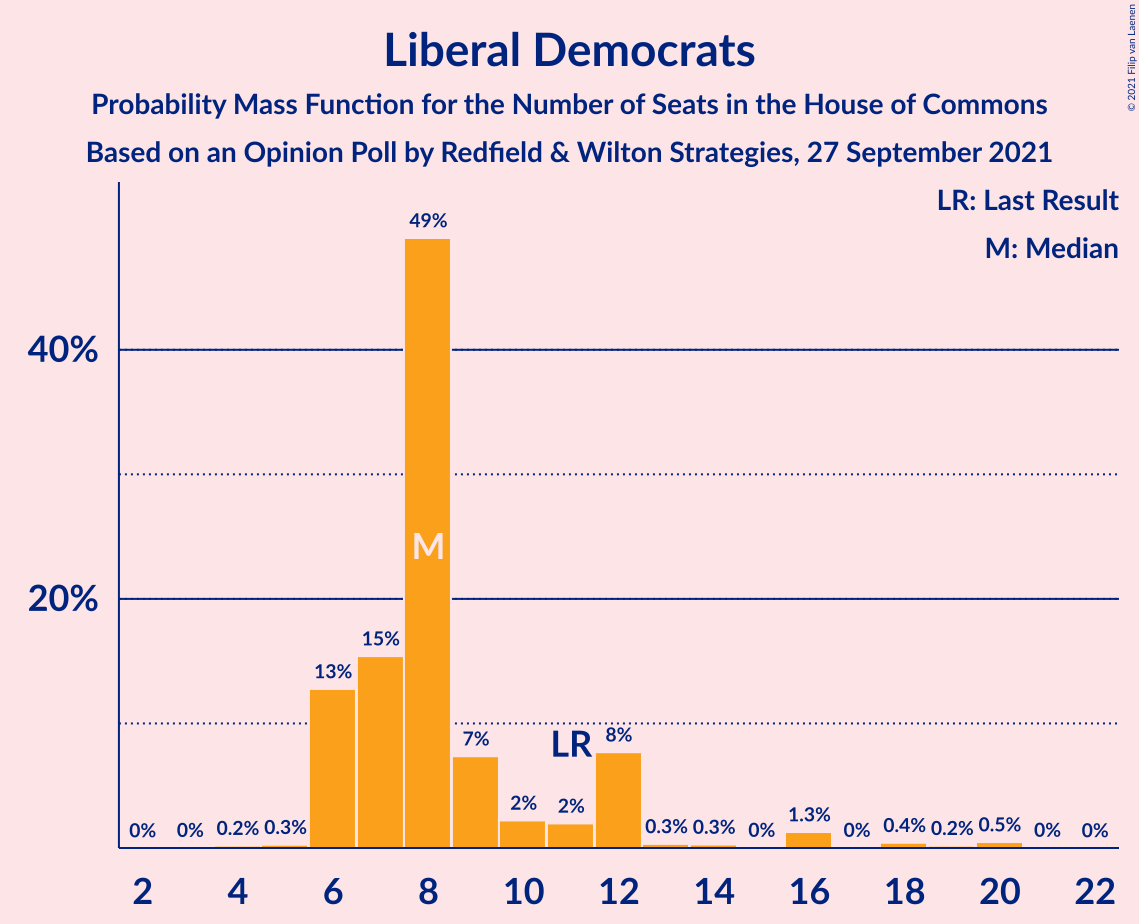 Liberal Democrats
Probability Mass Function for the Number of Seats in the House of Commons
Based on an Opinion Poll by Redfield & Wilton Strategies, 27 September 2021
© 2021 Filip van Laenen
LR: Last Result
M: Median
49%
40%
M
20%
15%
13%
LR
8%
7%
2%
2%
1.3%
0%
0%
0.2%
0.3%
0.3%
0.3%
0%
0%
0.4%
0.2%
0.5%
0%
0%
2 4 6 8 10 12 14 16 18 20 22